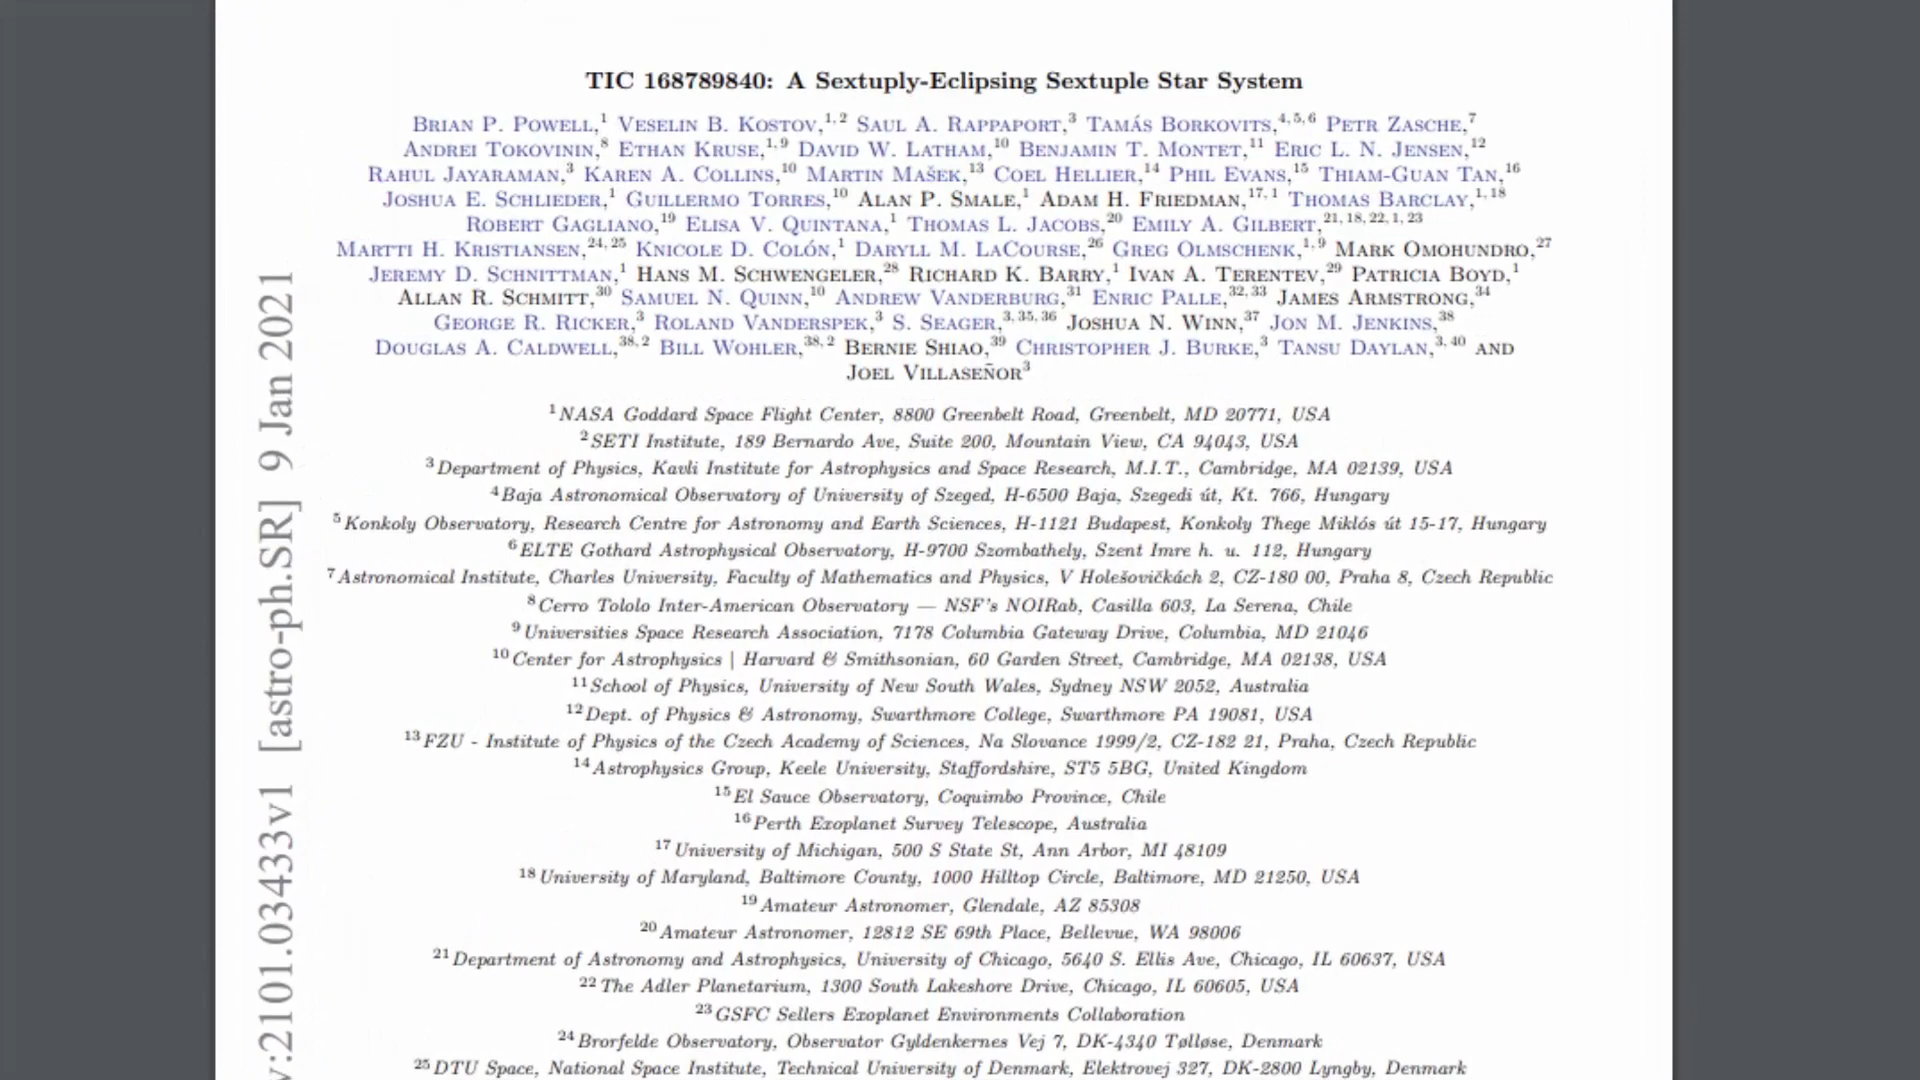 TIC 168789840: A Sextuply-Eclipsing Sextuple Star System
Brian P. Powell,1 Veselin B. Kostov,1,2 Saul A. Rappaport,3 Tamás Borkovits,4,5,6 Petr Zasche,7
Andrei Tokovinin,8 Ethan Kruse,1,9 David W. Latham,10 Benjamin T. Montet,11 Eric L. N. Jensen,12
Rahul Jayaraman,3 Karen A. Collins,10 Martin Mašek,13 Coel Hellier,14 Phil Evans,15 Thiam-Guan Tan,16
Joshua E. Schlieder,1 Guillermo Torres,10 Alan P. Smale,1 Adam H. Friedman,17,1 Thomas Barclay,1,18
Robert Gagliano,19 Elisa V. Quintana,1 Thomas L. Jacobs,20 Emily A. Gilbert,21,18,22,1,23
Martti H. Kristiansen,24,25 Knicole D. Colón,1 Daryll M. LaCourse,26 Greg Olmschenk,1,9 Mark Omohundro,27
Jeremy D. Schnittman,1 Hans M. Schwengeler,28 Richard K. Barry,1 Ivan A. Terentev,29 Patricia Boyd,1
Allan R. Schmitt,30 Samuel N. Quinn,10 Andrew Vanderburg,31 Enric Palle,32,33 James Armstrong,34
George R. Ricker,3 Roland Vanderspek,3 S. Seager,3,35,36 Joshua N. Winn,37 Jon M. Jenkins,38
Douglas A. Caldwell,38,2 Bill Wohler,38,2 Bernie Shiao,39 Christopher J. Burke,3 Tansu Daylan,3,40 and
Joel Villaseñor3
1NASA Goddard Space Flight Center, 8800 Greenbelt Road, Greenbelt, MD 20771, USA
2SETI Institute, 189 Bernardo Ave, Suite 200, Mountain View, CA 94043, USA
3Department of Physics, Kavli Institute for Astrophysics and Space Research, M.I.T., Cambridge, MA 02139, USA
4Baja Astronomical Observatory of University of Szeged, H-6500 Baja, Szegedi út, Kt. 766, Hungary
5Konkoly Observatory, Research Centre for Astronomy and Earth Sciences, H-1121 Budapest, Konkoly Thege Miklós út 15-17, Hungary
6ELTE Gothard Astrophysical Observatory, H-9700 Szombathely, Szent Imre h. u. 112, Hungary
7Astronomical Institute, Charles University, Faculty of Mathematics and Physics, V Holešovičkách 2, CZ-180 00, Praha 8, Czech Republic
8Cerro Tololo Inter-American Observatory — NSF's NOIRab, Casilla 603, La Serena, Chile
9Universities Space Research Association, 7178 Columbia Gateway Drive, Columbia, MD 21046
10Center for Astrophysics | Harvard & Smithsonian, 60 Garden Street, Cambridge, MA 02138, USA
11School of Physics, University of New South Wales, Sydney NSW 2052, Australia
12Dept. of Physics & Astronomy, Swarthmore College, Swarthmore PA 19081, USA
13FZU - Institute of Physics of the Czech Academy of Sciences, Na Slovance 1999/2, CZ-182 21, Praha, Czech Republic
14Astrophysics Group, Keele University, Staffordshire, ST5 5BG, United Kingdom
15El Sauce Observatory, Coquimbo Province, Chile
16Perth Exoplanet Survey Telescope, Australia
17University of Michigan, 500 S State St, Ann Arbor, MI 48109
18University of Maryland, Baltimore County, 1000 Hilltop Circle, Baltimore, MD 21250, USA
19Amateur Astronomer, Glendale, AZ 85308
20Amateur Astronomer, 12812 SE 69th Place, Bellevue, WA 98006
21Department of Astronomy and Astrophysics, University of Chicago, 5640 S. Ellis Ave, Chicago, IL 60637, USA
22The Adler Planetarium, 1300 South Lakeshore Drive, Chicago, IL 60605, USA
23GSFC Sellers Exoplanet Environments Collaboration
24Brorfelde Observatory, Observator Gyldenkernes Vej 7, DK-4340 Tølløse, Denmark
25DTU Space, National Space Institute, Technical University of Denmark, Elektrovej 327, DK-2800 Lyngby, Denmark
v:2101.03433v1 [astro-ph.SR] 9 Jan 2021